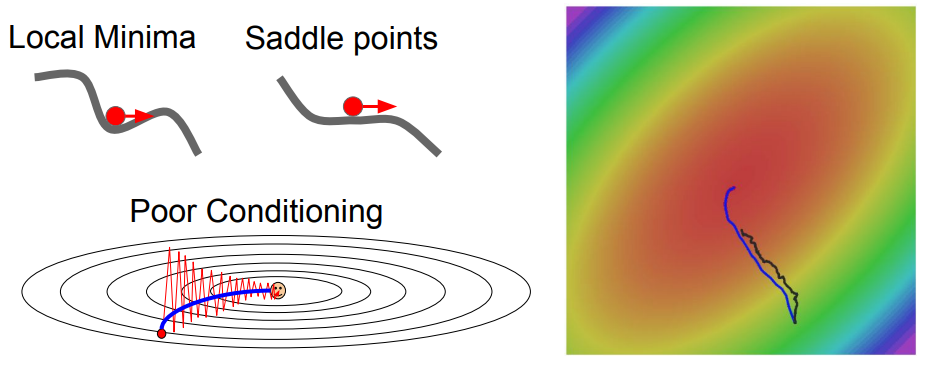 Local Minima
Saddle points
Poor Conditioning